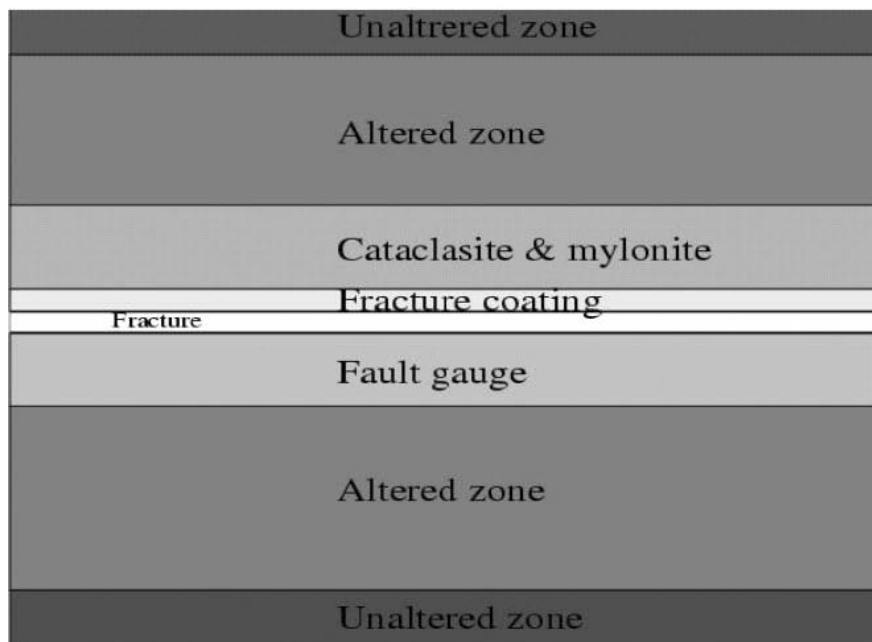 Unaltrered zone
Altered zone
Cataclasite & mylonite
Fracture coating
Fracture
Fault gauge
Altered zone
Unaltered zone